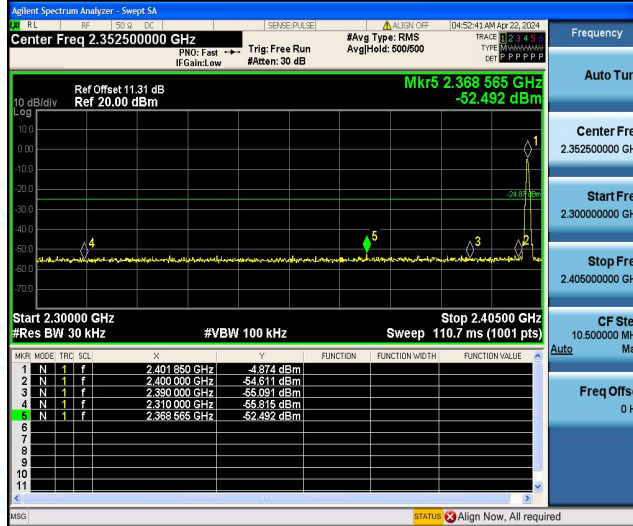 Agilent Spectrum Analyzer - Swept SA
RL RF 50 Ω DC SENSE:PULSE ALIGN OFF 04:52:41 AM Apr 22, 2024
Center Freq 2.352500000 GHz
PNO: Fast
IFGain:Low
Trig: Free Run
#Atten: 30 dB
#Avg Type: RMS
Avg|Hold: 500/500
TRACE 1 2 3 4 5 6
TYPE M
DET P P P P P P
Ref Offset 11.31 dB
10 dB/div Ref 20.00 dBm
Log
Mkr5 2.368 565 GHz
-52.492 dBm
10.0
0.00
-10.0
-20.0
-30.0
-40.0
-50.0
-60.0
-70.0
-24.87 dBm
1
2
3
4
5
Start 2.30000 GHz Stop 2.40500 GHz
#Res BW 30 kHz #VBW 100 kHz Sweep 110.7 ms (1001 pts)
MKR MODE TRC SCL X Y FUNCTION FUNCTION WIDTH FUNCTION VALUE
1 N 1 f 2.401 850 GHz -4.874 dBm
2 N 1 f 2.400 000 GHz -54.611 dBm
3 N 1 f 2.390 000 GHz -55.091 dBm
4 N 1 f 2.310 000 GHz -55.815 dBm
5 N 1 f 2.368 565 GHz -52.492 dBm
6
7
8
9
10
11
MSG STATUS Align Now, All required
Frequency
Auto Tun
Center Fre
2.352500000 GH
Start Fre
2.300000000 GH
Stop Fre
2.405000000 GH
CF Ste
10.500000 MH
Auto Ma
Freq Offs
0 H